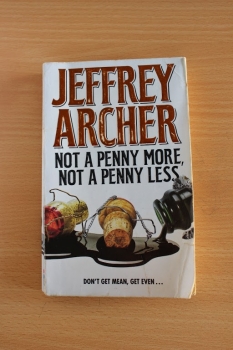 JEFFREY
ARCHER
NOT A PENNY MORE,
NOT A PENNY LESS
DON'T GET MEAN, GET EVEN...